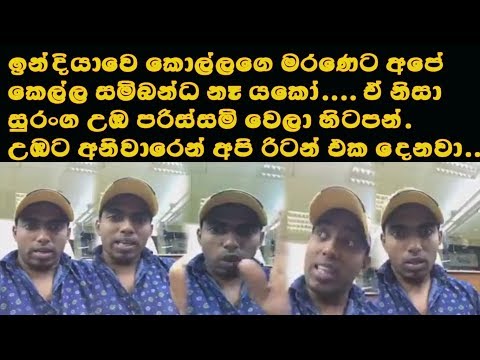 ඉන්දියාවෙ කොල්ලගෙ මරණෙට අපේ
කෙල්ල සම්බන්ධ නෑ යකෝ.... ඒ නිසා
සුරංග උඹ පරිස්සම් වෙලා හිටපන්.
උඹට අනිවාරෙන් අපි රිටන් එක දෙනවා..